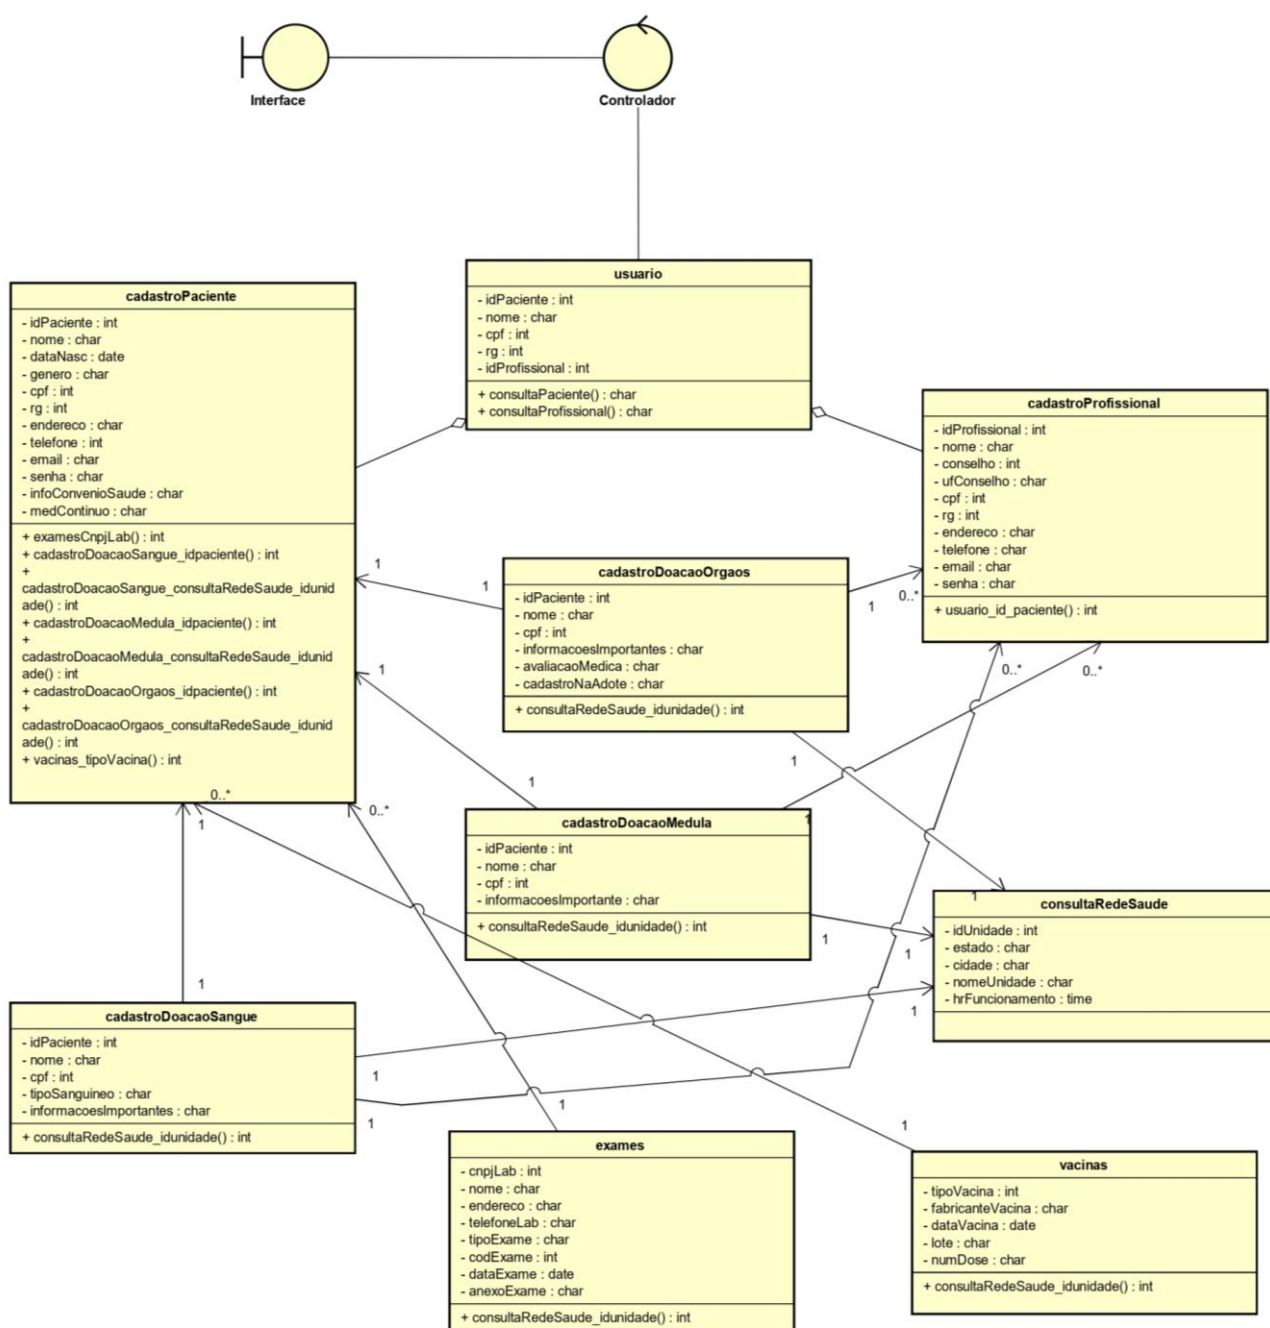 Interface
Controlador
usuario
- idPaciente : int
- nome : char
- cpf : int
- rg : int
- idProfissional : int
+ consultaPaciente() : char
+ consultaProfissional() : char
cadastroPaciente
- idPaciente : int
- nome : char
- dataNasc : date
- genero : char
- cpf : int
- rg : int
- endereco : char
- telefone : int
- email : char
- senha : char
- infoConvenioSaude : char
- medContinuo : char
+ examesCnpjLab() : int
+ cadastroDoacaoSangue_idpaciente() : int
+
cadastroDoacaoSangue_consultaRedeSaude_iduni
ade() : int
+ cadastroDoacaoMedula_idpaciente() : int
+
cadastroDoacaoMedula_consultaRedeSaude_idunid
ade() : int
+ cadastroDoacaoOrgaos_idpaciente() : int
+
cadastroDoacaoOrgaos_consultaRedeSaude_idunid
ade() : int
+ vacinas_tipoVacina() : int
cadastroProfissional
- idProfissional : int
- nome : char
- conselho : int
- ufConselho : char
- cpf : int
- rg : int
- endereco : char
- telefone : char
- email : char
- senha : char
+ usuario_id_paciente() : int
cadastroDoacaoOrgaos
- idPaciente : int
- nome : char
- cpf : int
- informacoesImportantes : char
- avaliacaoMedica : char
- cadastroNaAdote : char
+ consultaRedeSaude_idunidade() : int
1
1
1
0..*
1
1
1
1
0..*
0..*
0..*
1
0..*
1
cadastroDoacaoMedula
- idPaciente : int
- nome : char
- cpf : int
- informacoesImportante : char
+ consultaRedeSaude_idunidade() : int
1
1
1
consultaRedeSaude
- idUnidade : int
- estado : char
- cidade : char
- nomeUnidade : char
- hrFuncionamento : time
1
1
1
1
cadastroDoacaoSangue
- idPaciente : int
- nome : char
- cpf : int
- tipoSanguineo : char
- informacoesImportantes : char
+ consultaRedeSaude_idunidade() : int
1
1
exames
- cnpjLab : int
- nome : char
- endereco : char
- telefoneLab : char
- tipoExame : char
- codExame : int
- dataExame : date
- anexoExame : char
+ consultaRedeSaude_idunidade() : int
vacinas
- tipoVacina : int
- fabricanteVacina : char
- dataVacina : date
- lote : char
- numDose : char
+ consultaRedeSaude_idunidade() : int